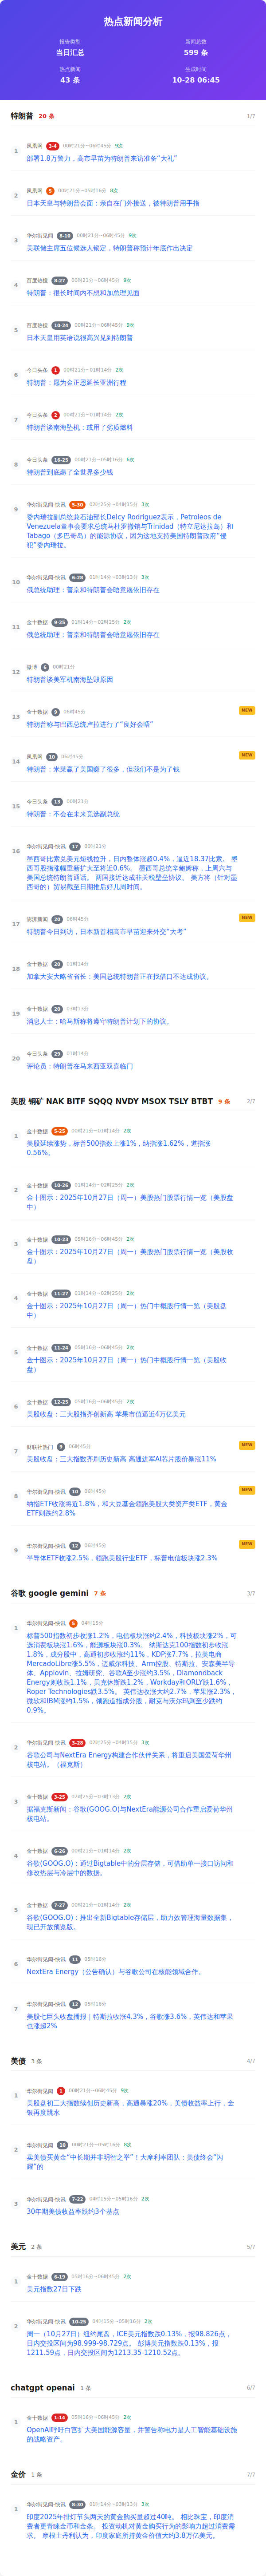 热点新闻分析
报告类型
当日汇总
新闻总数
599 条
热点新闻
43 条
生成时间
10-28 06:45
特朗普 20 条 1/7
1
凤凰网 3-4 00时21分~06时45分 9次
部署1.8万警力，高市早苗为特朗普来访准备“大礼”
2
凤凰网 5 00时21分~05时16分 8次
日本天皇与特朗普会面：亲自在门外接送，被特朗普用手指
3
华尔街见闻 8-10 00时21分~06时45分 9次
美联储主席五位候选人锁定，特朗普称预计年底作出决定
4
百度热搜 8-27 00时21分~06时45分 9次
特朗普：很长时间内不想和加总理见面
5
百度热搜 10-24 00时21分~06时45分 9次
日本天皇用英语说很高兴见到特朗普
6
今日头条 1 00时21分~01时14分 2次
特朗普：愿为金正恩延长亚洲行程
7
今日头条 2 00时21分~01时14分 2次
特朗普谈南海坠机：或用了劣质燃料
8
今日头条 16-25 00时21分~05时16分 6次
特朗普到底薅了全世界多少钱
9
华尔街见闻-快讯 5-30 02时25分~04时15分 3次
委内瑞拉副总统兼石油部长Delcy Rodriguez表示，Petroleos de
Venezuela董事会要求总统马杜罗撤销与Trinidad（特立尼达拉岛）和
Tabago（多巴哥岛）的能源协议，因为这地支持美国特朗普政府“侵
犯”委内瑞拉。
10
华尔街见闻-快讯 6-28 01时14分~03时13分 3次
俄总统助理：普京和特朗普会晤意愿依旧存在
11
金十数据 9-25 01时14分~02时25分 2次
俄总统助理：普京和特朗普会晤意愿依旧存在
12
微博 6 00时21分
特朗普谈美军机南海坠毁原因
13
金十数据 9 06时45分 NEW
特朗普称与巴西总统卢拉进行了“良好会晤”
14
凤凰网 10 06时45分 NEW
特朗普：米莱赢了美国赚了很多，但我们不是为了钱
15
今日头条 13 00时21分
特朗普：不会在未来竞选副总统
16
华尔街见闻-快讯 17 00时21分
墨西哥比索兑美元短线拉升，日内整体涨超0.4%，逼近18.37比索。 墨
西哥股指涨幅重新扩大至将近0.6%。 墨西哥总统辛鲍姆称，上周六与
美国总统特朗普通话。 两国接近达成非关税壁垒协议。 美方将（针对墨
西哥的）贸易截至日期推后好几周时间。
17
澎湃新闻 20 06时45分 NEW
特朗普今日到访，日本新首相高市早苗迎来外交“大考”
18
金十数据 20 01时14分
加拿大安大略省省长：美国总统特朗普正在找借口不达成协议。
19
金十数据 20 03时13分
消息人士：哈马斯称将遵守特朗普计划下的协议。
20
今日头条 29 01时14分
评论员：特朗普在马来西亚双喜临门
美股 铜矿 NAK BITF SQQQ NVDY MSOX TSLY BTBT 9 条 2/7
1
金十数据 5-25 00时21分~01时14分 2次
美股延续涨势，标普500指数上涨1%，纳指涨1.62%，道指涨
0.56%。
2
金十数据 10-26 01时14分~02时25分 2次
金十图示：2025年10月27日（周一）美股热门股票行情一览（美股盘
中）
3
金十数据 10-23 05时16分~06时45分 2次
金十图示：2025年10月27日（周一）美股热门股票行情一览（美股收
盘）
4
金十数据 11-27 01时14分~02时25分 2次
金十图示：2025年10月27日（周一）热门中概股行情一览（美股盘
中）
5
金十数据 11-24 05时16分~06时45分 2次
金十图示：2025年10月27日（周一）热门中概股行情一览（美股收
盘）
6
金十数据 12-25 05时16分~06时45分 2次
美股收盘：三大股指齐创新高 苹果市值逼近4万亿美元
7
财联社热门 9 06时45分 NEW
美股收盘：三大指数齐刷历史新高 高通进军AI芯片股价暴涨11%
8
华尔街见闻-快讯 10 06时45分 NEW
纳指ETF收涨将近1.8%，和大豆基金领跑美股大类资产类ETF，黄金
ETF则跌约2.8%
9
华尔街见闻-快讯 12 06时45分 NEW
半导体ETF收涨2.5%，领跑美股行业ETF，标普电信板块涨2.3%
谷歌 google gemini 7 条 3/7
1
华尔街见闻-快讯 5 04时15分
标普500指数初步收涨1.2%，电信板块涨约2.4%，科技板块涨2%，可
选消费板块涨1.6%，能源板块涨0.3%。 纳斯达克100指数初步收涨
1.8%，成分股中，高通初步收涨约11%，KDP涨7.7%，拉美电商
MercadoLibre涨5.5%，迈威尔科技、Arm控股、特斯拉、安森美半导
体、Applovin、拉姆研究、谷歌A至少涨约3.5%，Diamondback
Energy则收跌1.1%，贝克休斯跌1.2%，Workday和ORLY跌1.6%，
Roper Technologies跌3.5%。 英伟达收涨大约2.7%，苹果涨2.3%，
微软和IBM涨约1.5%，领跑道指成分股，耐克与沃尔玛则至少跌约
0.9%。
2
华尔街见闻-快讯 3-28 02时25分~04时15分 3次
谷歌公司与NextEra Energy构建合作伙伴关系，将重启美国爱荷华州
核电站。（福克斯）
3
金十数据 3-25 02时25分~03时13分 2次
据福克斯新闻：谷歌(GOOG.O)与NextEra能源公司合作重启爱荷华州
核电站。
4
金十数据 6-26 00时21分~01时14分 2次
谷歌(GOOG.O)：通过Bigtable中的分层存储，可借助单一接口访问和
修改热层与冷层中的数据。
5
金十数据 7-27 00时21分~01时14分 2次
谷歌(GOOG.O)：推出全新Bigtable存储层，助力效管理海量数据集，
现已开放预览版。
6
华尔街见闻-快讯 11 05时16分
NextEra Energy（公告确认）与谷歌公司在核能领域合作。
7
华尔街见闻-快讯 12 05时16分
美股七巨头收盘播报｜特斯拉收涨4.3%，谷歌涨3.6%，英伟达和苹果
也涨超2%
美债 3 条 4/7
1
华尔街见闻 1 00时21分~06时45分 9次
美股盘初三大指数续创历史新高，高通暴涨20%，美债收益率上行，金
银再度跳水
2
华尔街见闻 10 00时21分~05时16分 8次
卖美债买黄金“中长期并非明智之举”！大摩利率团队：美债终会“闪
耀”的
3
华尔街见闻-快讯 7-22 04时15分~05时16分 2次
30年期美债收益率跌约3个基点
美元 2 条 5/7
1
金十数据 6-19 05时16分~06时45分 2次
美元指数27日下跌
2
华尔街见闻-快讯 10-25 04时15分~05时16分 2次
周一（10月27日）纽约尾盘，ICE美元指数跌0.13%，报98.826点，
日内交投区间为98.999-98.729点。 彭博美元指数跌0.13%，报
1211.59点，日内交投区间为1213.35-1210.52点。
chatgpt openai 1 条 6/7
1
金十数据 1-14 05时16分~06时45分 2次
OpenAI呼吁白宫扩大美国能源容量，并警告称电力是人工智能基础设施
的战略资产。
金价 1 条 7/7
1
华尔街见闻-快讯 8-30 01时14分~03时13分 3次
印度2025年排灯节头两天的黄金购买量超过40吨。 相比珠宝，印度消
费者更青睐金币和金条。 投资动机对黄金购买行为的影响力超过消费需
求。 摩根士丹利认为，印度家庭所持黄金价值大约3.8万亿美元。